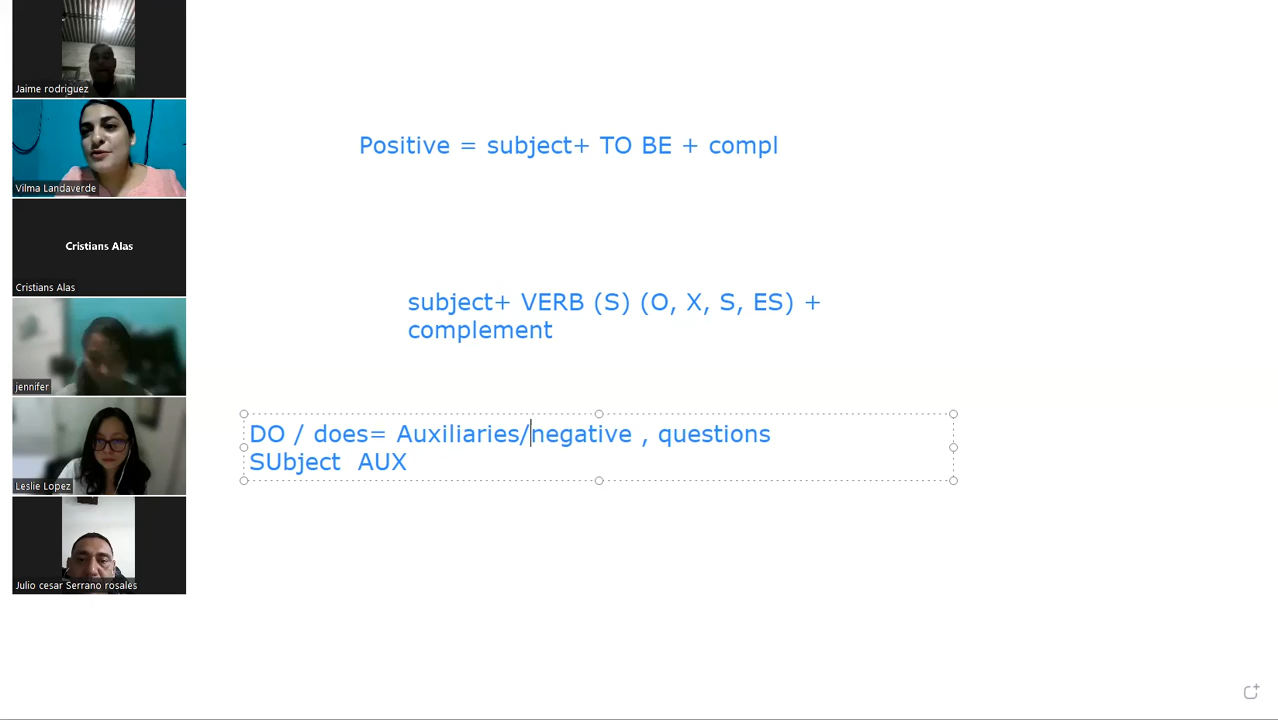 Jaime rodriguez
Vilma Landaverde
Cristians Alas
Cristians Alas
jennifer
Leslie Lopez
Julio cesar Serrano rosales
Positive = subject+ TO BE + compl
subject+ VERB (S) (O, X, S, ES) +
complement
DO / does= Auxiliaries/negative , questions
SUbject  AUX